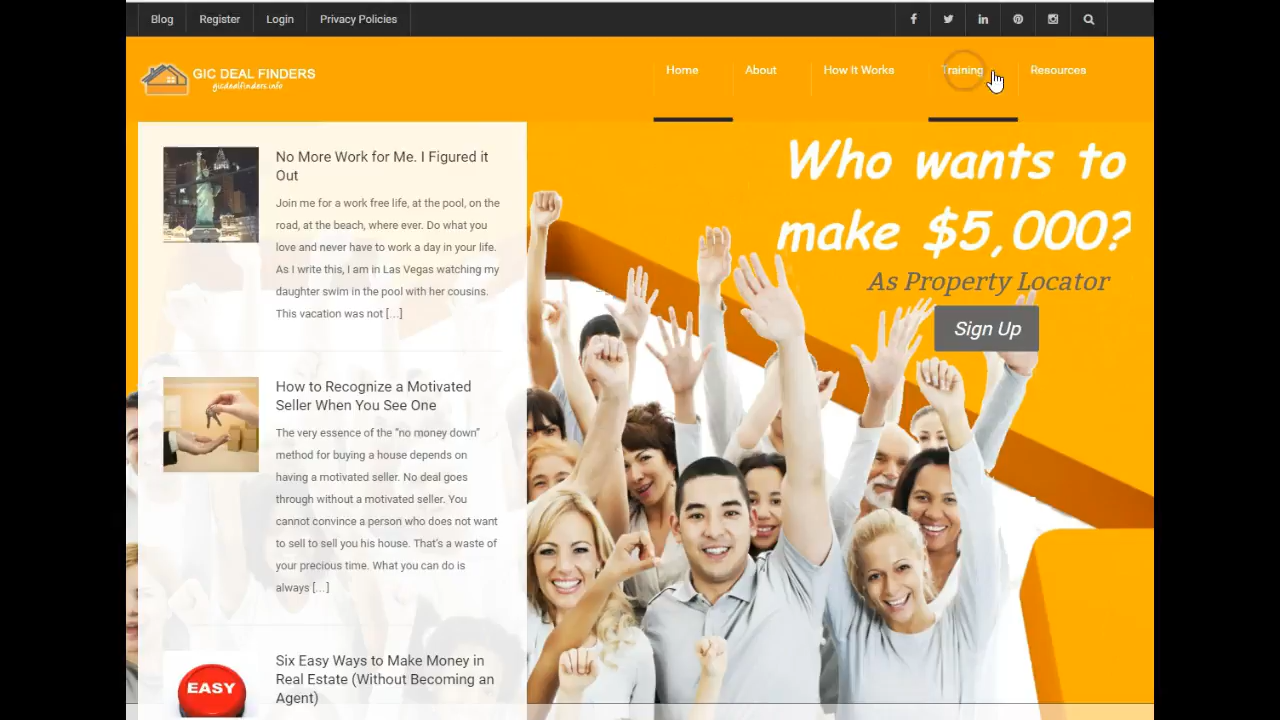 Blog Register Login Privacy Policies
GIC DEAL FINDERS
gicdealfinders.info
Home About How It Works Training Resources
No More Work for Me. I Figured it
Out
Join me for a work free life, at the pool, on the
road, at the beach, where ever. Do what you
love and never have to work a day in your life.
As I write this, I am in Las Vegas watching my
daughter swim in the pool with her cousins.
This vacation was not [...]
How to Recognize a Motivated
Seller When You See One
The very essence of the “no money down”
method for buying a house depends on
having a motivated seller. No deal goes
through without a motivated seller. You
cannot convince a person who does not want
to sell to sell you his house. That’s a waste of
your precious time. What you can do is
always [...]
EASY
Six Easy Ways to Make Money in
Real Estate (Without Becoming an
Agent)
Who wants to
make $5,000?
As Property Locator
Sign Up